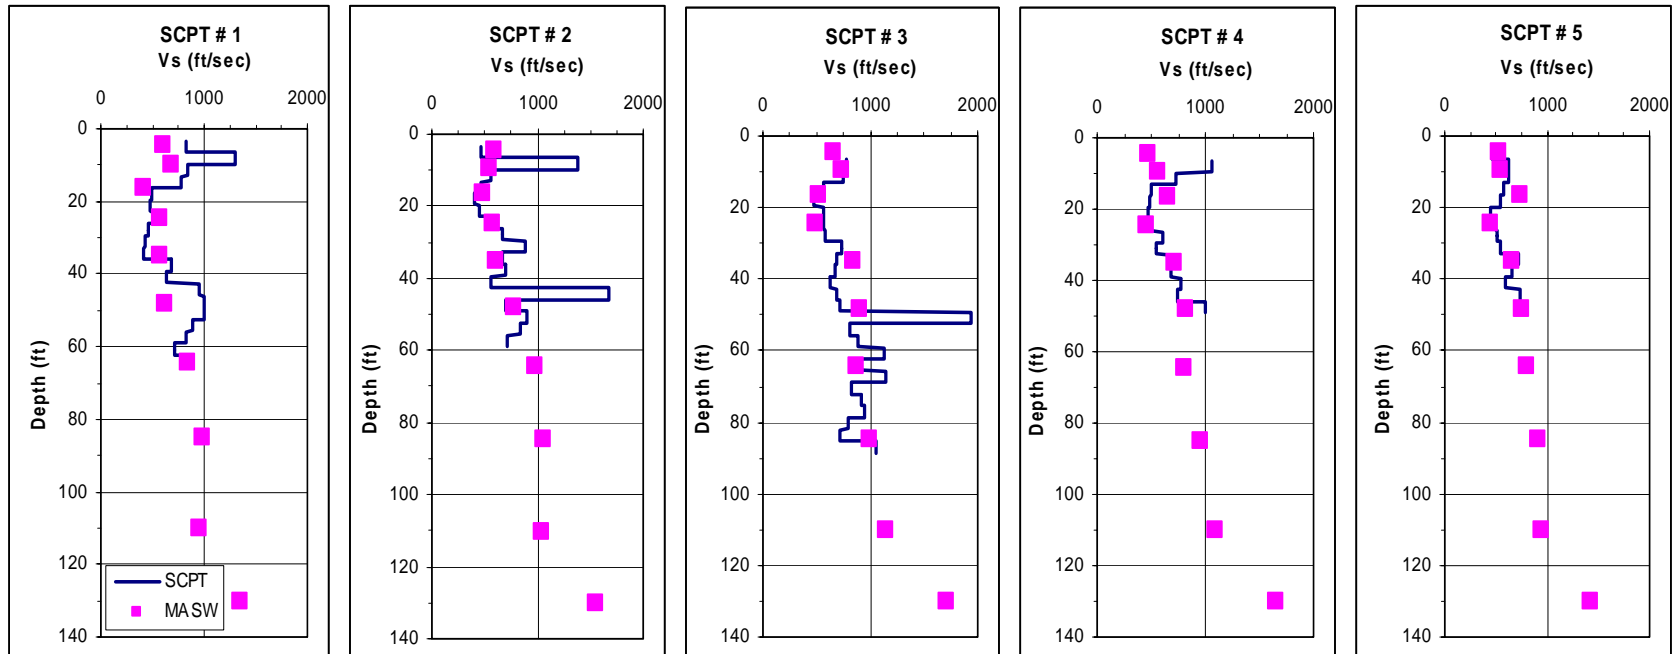 SCPT # 1
Vs (ft/sec)
0 1000 2000
0
20
40
60
80
100
120
140
Depth (ft)
SCPT
MASW
SCPT # 2
Vs (ft/sec)
0 1000 2000
0
20
40
60
80
100
120
140
Depth (ft)
SCPT # 3
Vs (ft/sec)
0 1000 2000
0
20
40
60
80
100
120
140
Depth (ft)
SCPT # 4
Vs (ft/sec)
0 1000 2000
0
20
40
60
80
100
120
140
Depth (ft)
SCPT # 5
Vs (ft/sec)
0 1000 2000
0
20
40
60
80
100
120
140
Depth (ft)